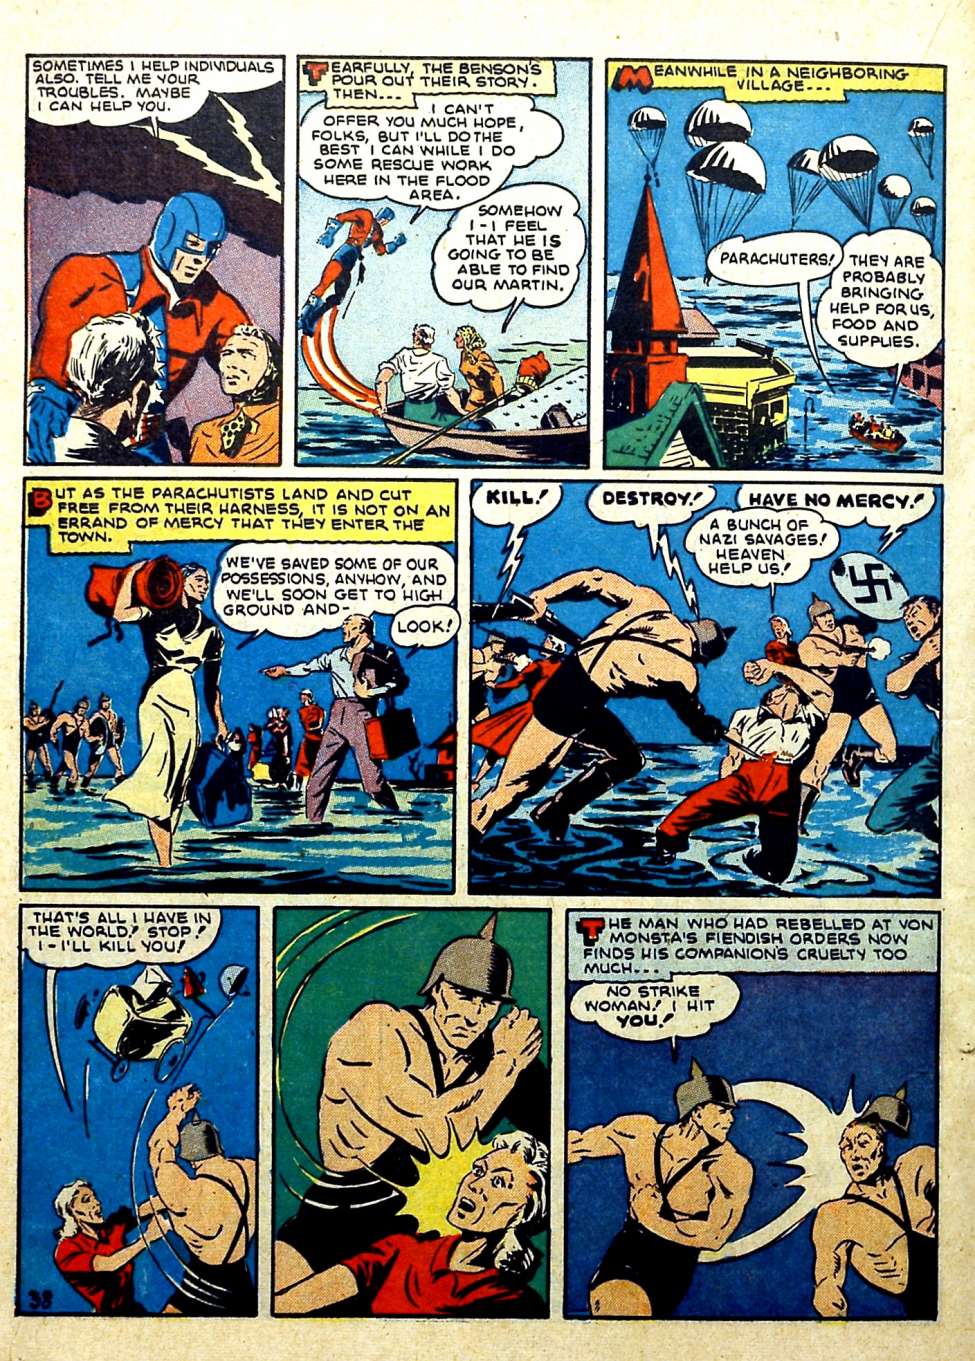 SOMETIMES I HELP INDIVIDUALS
ALSO. TELL ME YOUR
TROUBLES. MAYBE
I CAN HELP YOU.
TEARFULLY, THE BENSON'S
POUR OUT THEIR STORY.
THEN...
I CAN'T
OFFER YOU MUCH HOPE,
FOLKS, BUT I'LL DO THE
BEST I CAN WHILE I DO
SOME RESCUE WORK
HERE IN THE FLOOD
AREA.
SOMEHOW
I-I FEEL
THAT HE IS
GOING TO BE
ABLE TO FIND
OUR MARTIN.
MEANWHILE, IN A NEIGHBORING
VILLAGE...
PARACHUTERS!
THEY ARE
PROBABLY
BRINGING
HELP FOR US,
FOOD AND
SUPPLIES.
BUT AS THE PARACHUTISTS LAND AND CUT
FREE FROM THEIR HARNESS, IT IS NOT ON AN
ERRAND OF MERCY THAT THEY ENTER THE
TOWN.
WE'VE SAVED SOME OF OUR
POSSESSIONS, ANYHOW, AND
WE'LL SOON GET TO HIGH
GROUND AND-
LOOK!
KILL!
DESTROY!
HAVE NO MERCY!
A BUNCH OF
NAZI SAVAGES!
HEAVEN
HELP US!
THAT'S ALL I HAVE IN
THE WORLD! STOP!
I-I'LL KILL YOU!
THE MAN WHO HAD REBELLED AT VON
MONSTA'S FIENDISH ORDERS NOW
FINDS HIS COMPANION'S CRUELTY TOO
MUCH...
NO STRIKE
WOMAN! I HIT
YOU!
38